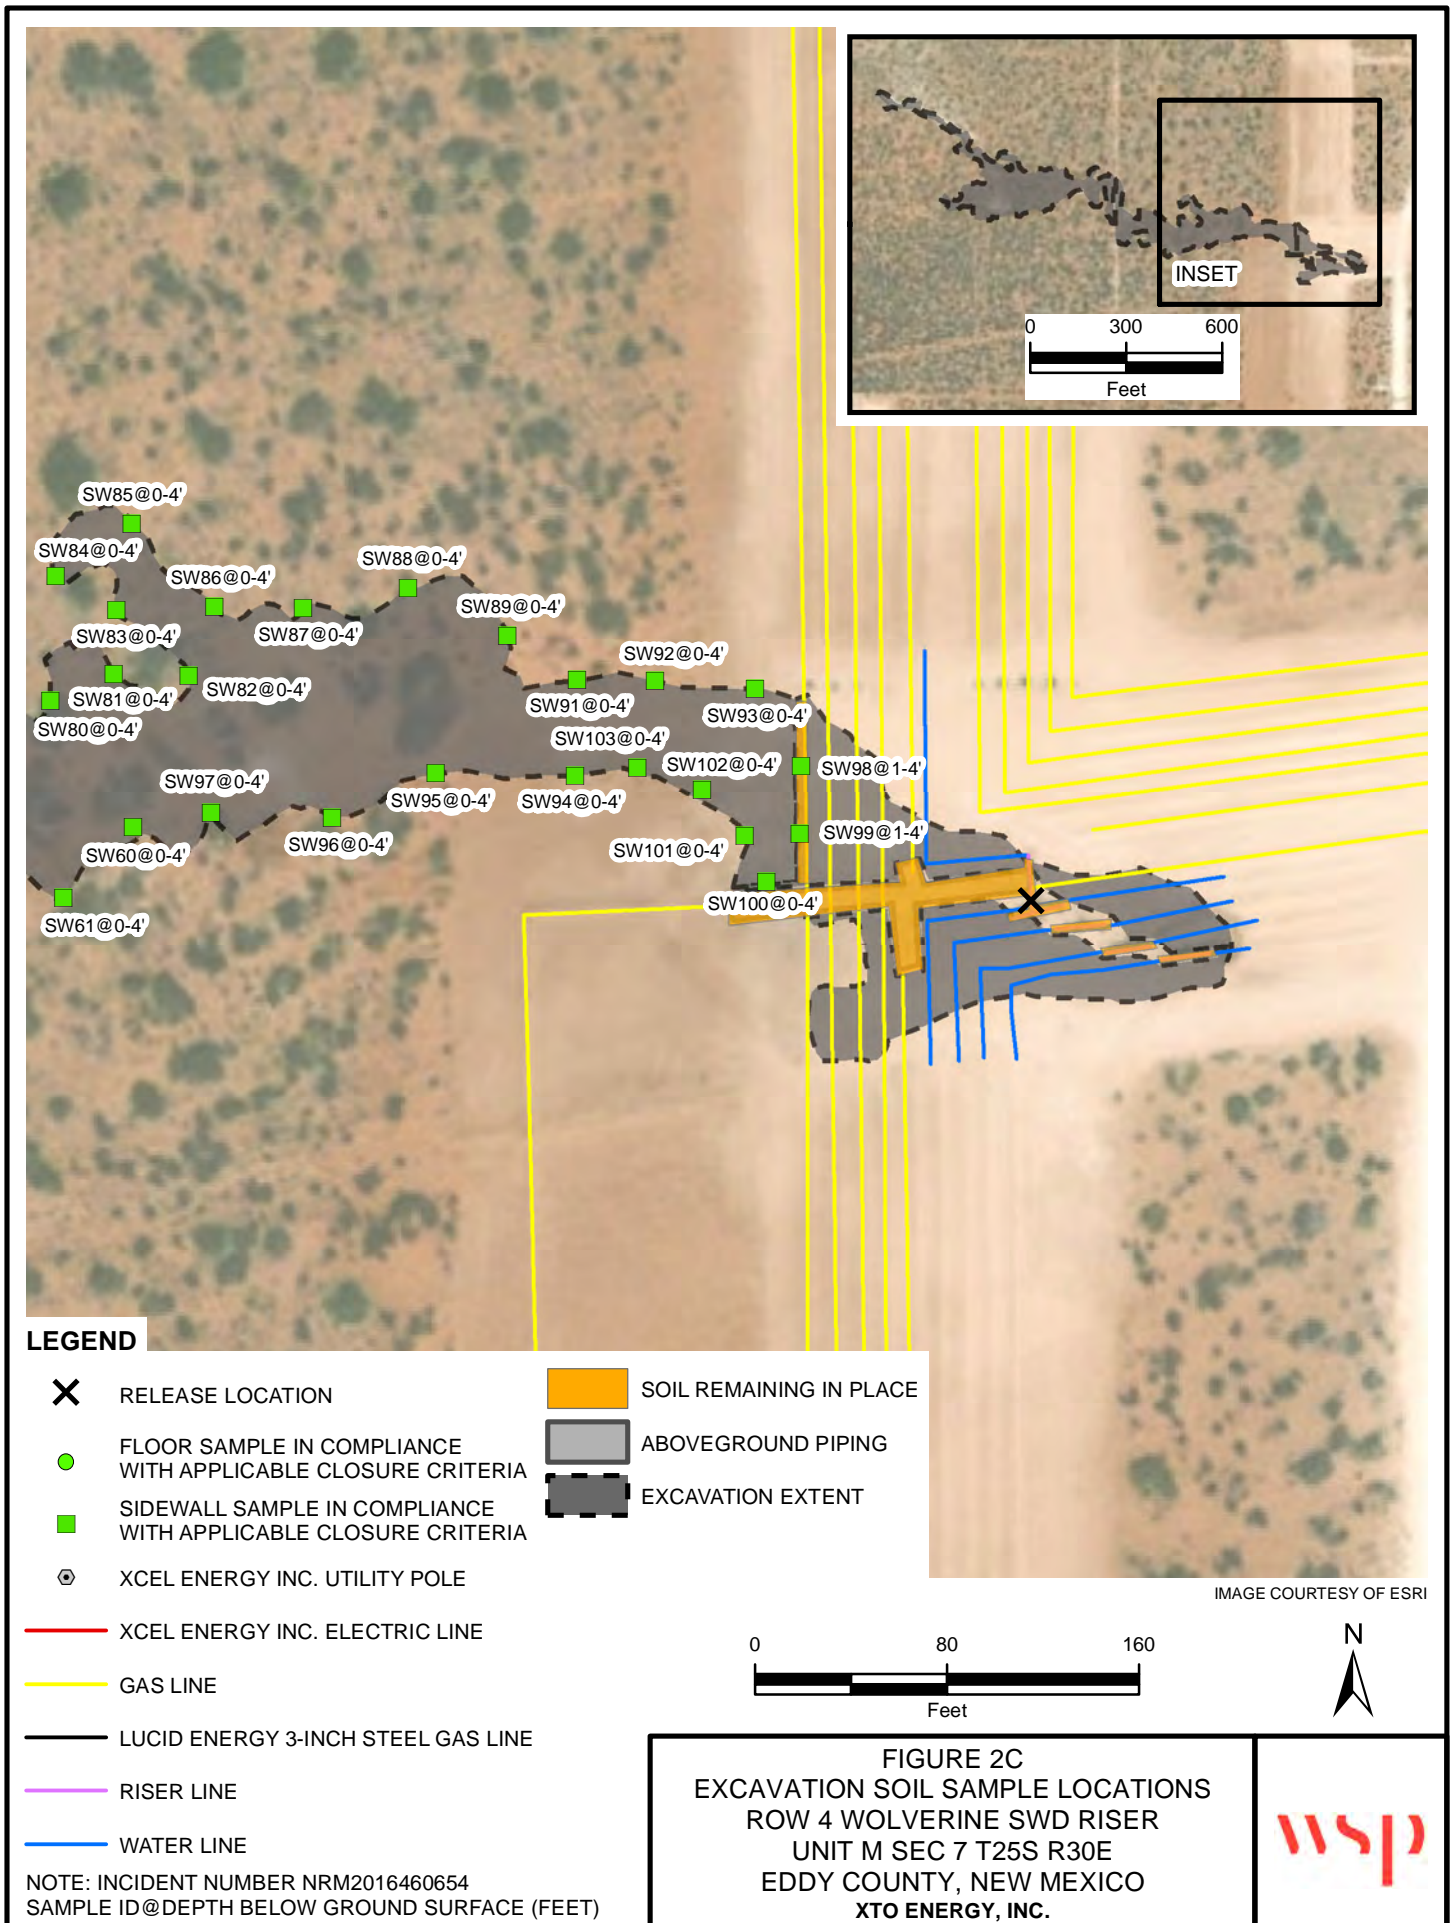 INSET
0 300 600
Feet
SW85@0-4'
SW84@0-4'
SW86@0-4'
SW88@0-4'
SW83@0-4'
SW87@0-4'
SW89@0-4'
SW92@0-4'
SW81@0-4'
SW82@0-4'
SW80@0-4'
SW91@0-4'
SW93@0-4'
SW103@0-4'
SW102@0-4'
SW98@1-4'
SW97@0-4'
SW95@0-4'
SW94@0-4'
SW99@1-4'
SW60@0-4'
SW96@0-4'
SW101@0-4'
SW100@0-4'
SW61@0-4'
LEGEND
RELEASE LOCATION
FLOOR SAMPLE IN COMPLIANCE
WITH APPLICABLE CLOSURE CRITERIA
SIDEWALL SAMPLE IN COMPLIANCE
WITH APPLICABLE CLOSURE CRITERIA
XCEL ENERGY INC. UTILITY POLE
XCEL ENERGY INC. ELECTRIC LINE
GAS LINE
LUCID ENERGY 3-INCH STEEL GAS LINE
RISER LINE
WATER LINE
SOIL REMAINING IN PLACE
ABOVEGROUND PIPING
EXCAVATION EXTENT
NOTE: INCIDENT NUMBER NRM2016460654
SAMPLE ID@DEPTH BELOW GROUND SURFACE (FEET)
IMAGE COURTESY OF ESRI
0 80 160
Feet
N
FIGURE 2C
EXCAVATION SOIL SAMPLE LOCATIONS
ROW 4 WOLVERINE SWD RISER
UNIT M SEC 7 T25S R30E
EDDY COUNTY, NEW MEXICO
XTO ENERGY, INC.
wsp